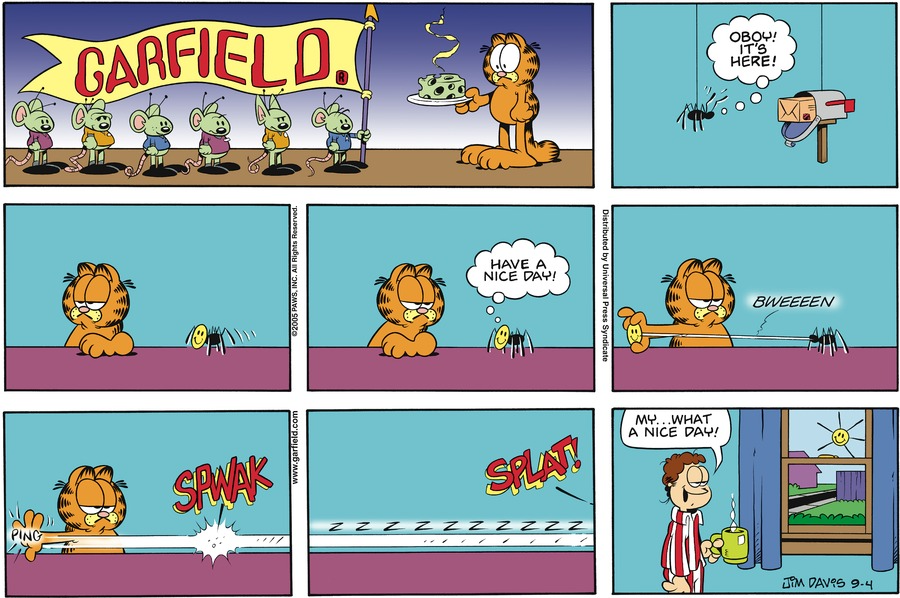 GARFIELD®
OBOY!
IT'S
HERE!
©2005 PAWS, INC. All Rights Reserved.
HAVE A
NICE DAY!
Distributed by Universal Press Syndicate
BWEEEEN
PING
SPWAK
www.garfield.com
SPLAT!
Z Z Z Z Z Z Z Z Z Z Z Z
MY...WHAT
A NICE DAY!
JIM DAVIS 9-4